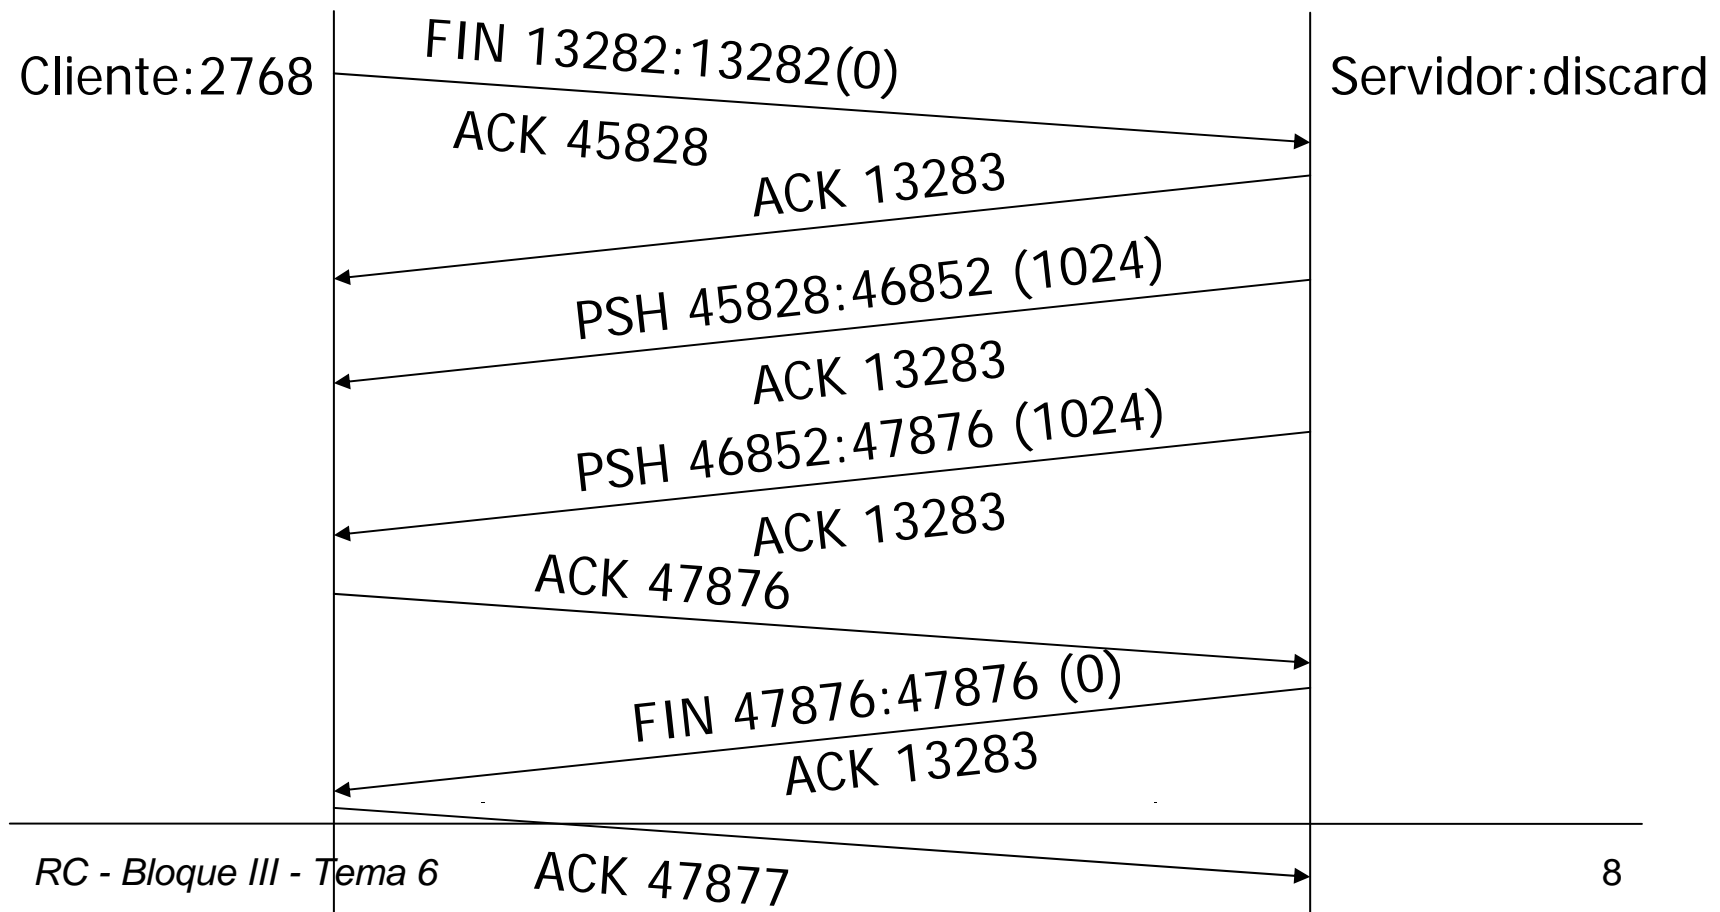 FIN 13282:13282(0)
Cliente:2768
Servidor:discard
ACK 45828
ACK 13283
PSH 45828:46852 (1024)
ACK 13283
PSH 46852:47876 (1024)
ACK 13283
ACK 47876
FIN 47876:47876 (0)
ACK 13283
RC - Bloque III - Tema 6
ACK 47877
8